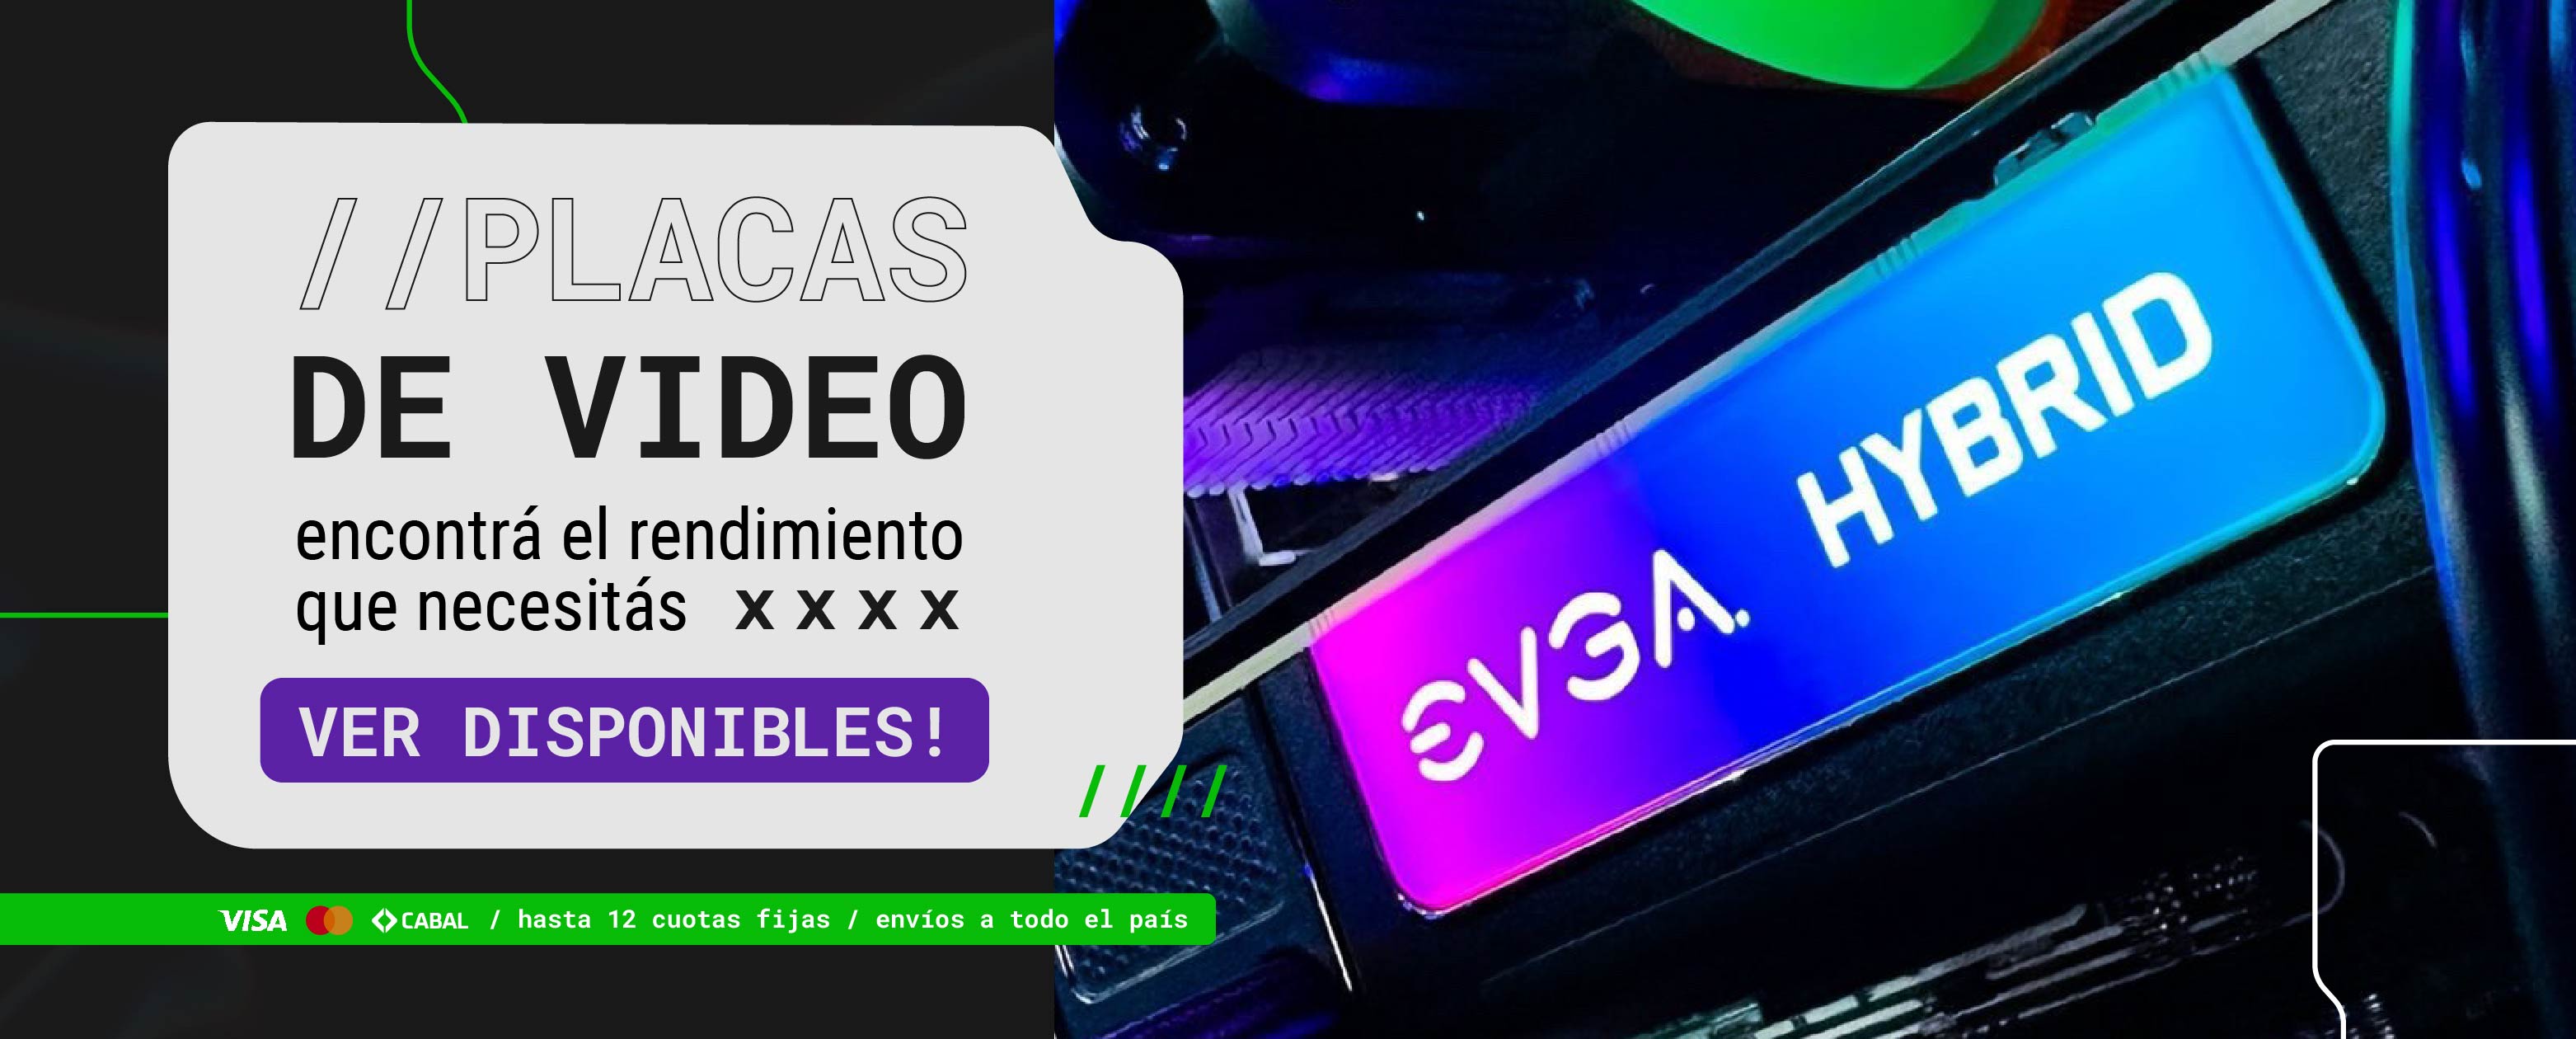 //PLACAS
DE VIDEO
encontrá el rendimiento
que necesitás x x x x
VER DISPONIBLES!
////
VISA CABAL / hasta 12 cuotas fijas / envíos a todo el país
EVGA HYBRID